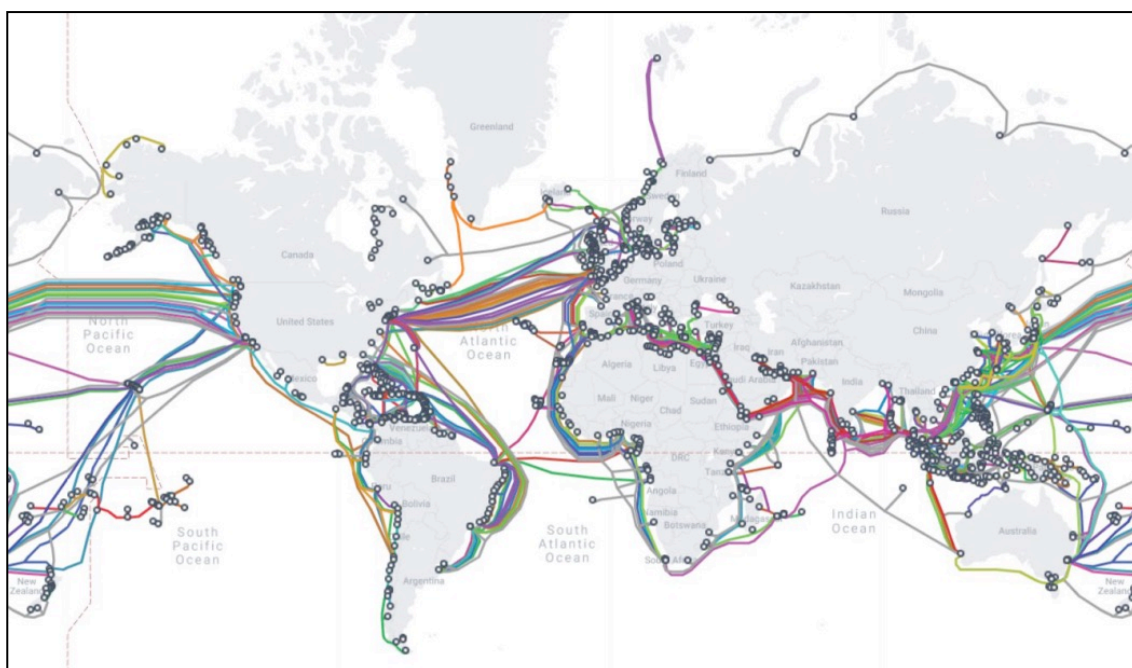 Greenland
Finland
Russia
Canada
Poland
Germany
Ukraine
Kazakhstan
Mongolia
United States
North
Pacific
Ocean
Atlantic
Ocean
Turkey
Afghanistan
China
Iraq
Iran
Pakistan
Algeria
Libya
India
Mali
Niger
Chad
Sudan
Thailand
Nigeria
Ethiopia
DRC
Brazil
Bolivia
Angola
Namibia
Botswana
South
Pacific
Ocean
South
Atlantic
Ocean
Indian
Ocean
Australia
Argentina
New
Zealand
New
Zealand